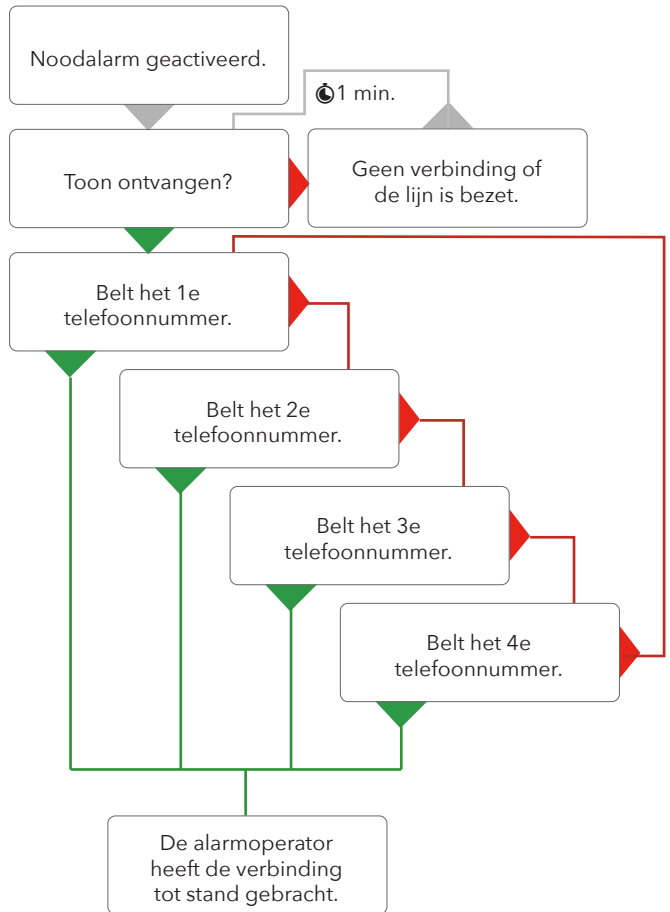 Noodalarm geactiveerd.
1 min.
Toon ontvangen?
Geen verbinding of
de lijn is bezet.
Belt het 1e
telefoonnummer.
Belt het 2e
telefoonnummer.
Belt het 3e
telefoonnummer.
Belt het 4e
telefoonnummer.
De alarmoperator
heeft de verbinding
tot stand gebracht.